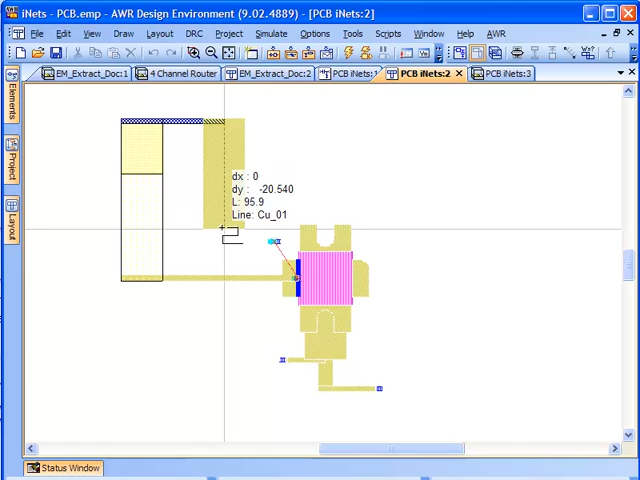 iNets - PCB.emp - AWR Design Environment (9.02.4889) - [PCB iNets:2]
File Edit View Draw Layout DRC Project Simulate Options Tools Scripts Window Help AWR
EM_Extract_Doc:1 4 Channel Router EM_Extract_Doc:2 PCB iNets:1 PCB iNets:2 PCB iNets:3
Elements
Project
Layout
dx : 0
dy : -20.540
L: 95.9
Line: Cu_01
Status Window